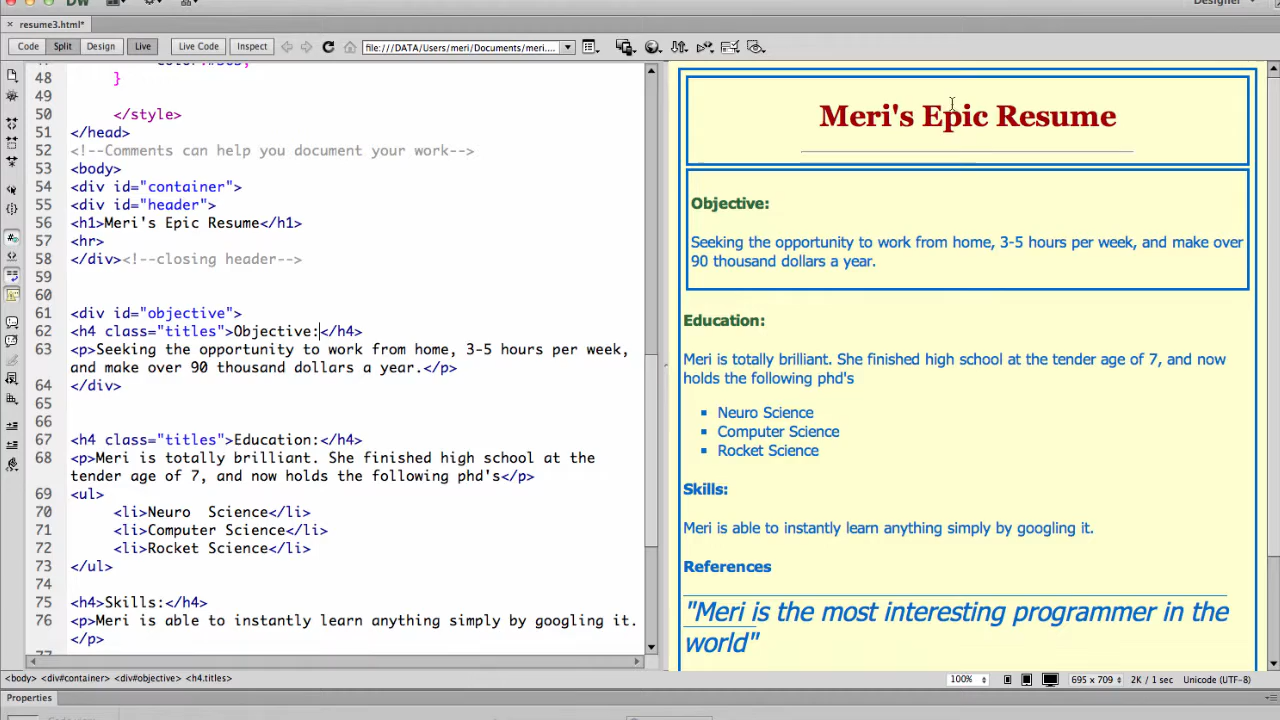 DW
Designer
× resume3.html*
Code Split Design Live Live Code Inspect file:///DATA/Users/meri/Documents/meri....
48 }
49
50 </style>
51 </head>
52 <!--Comments can help you document your work-->
53 <body>
54 <div id="container">
55 <div id="header">
56 <h1>Meri's Epic Resume</h1>
57 <hr>
58 </div><!--closing header-->
59
60
61 <div id="objective">
62 <h4 class="titles">Objective:</h4>
63 <p>Seeking the opportunity to work from home, 3-5 hours per week,
and make over 90 thousand dollars a year.</p>
64 </div>
65
66
67 <h4 class="titles">Education:</h4>
68 <p>Meri is totally brilliant. She finished high school at the
tender age of 7, and now holds the following phd's</p>
69 <ul>
70 <li>Neuro  Science</li>
71 <li>Computer Science</li>
72 <li>Rocket Science</li>
73 </ul>
74
75 <h4>Skills:</h4>
76 <p>Meri is able to instantly learn anything simply by googling it.
</p>
Meri's Epic Resume
Objective:
Seeking the opportunity to work from home, 3-5 hours per week, and make over
90 thousand dollars a year.
Education:
Meri is totally brilliant. She finished high school at the tender age of 7, and now
holds the following phd's
▪ Neuro Science
▪ Computer Science
▪ Rocket Science
Skills:
Meri is able to instantly learn anything simply by googling it.
References
"Meri is the most interesting programmer in the
world"
<body> <div#container> <div#objective> <h4.titles> 100% 695 x 709 2K / 1 sec Unicode (UTF-8)
Properties